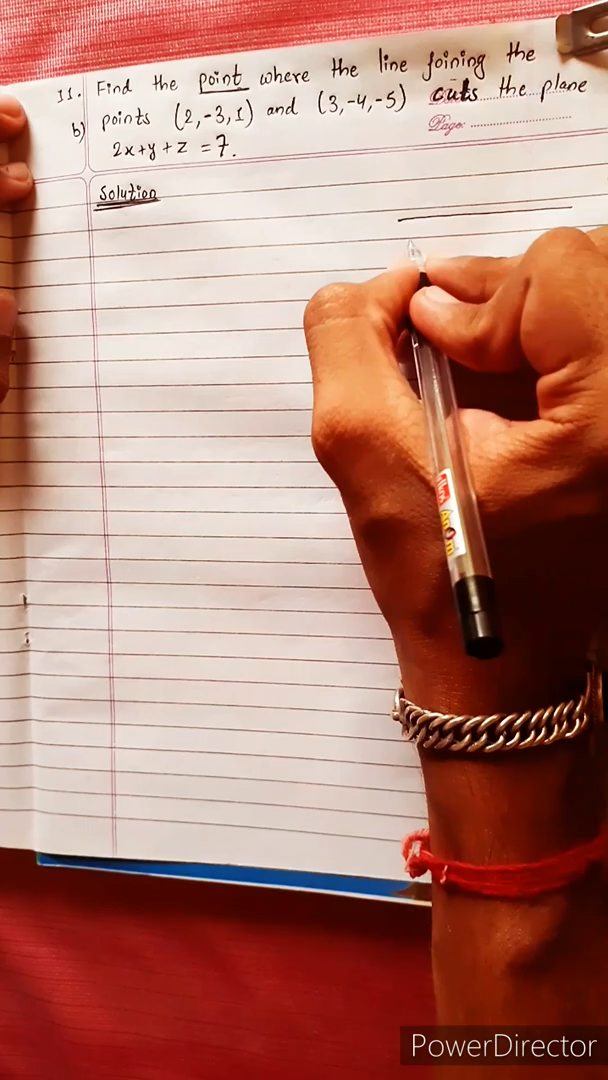 11. Find the point where the line joining the
b) points (2,-3,1) and (3,-4,-5) cuts the plane
Page:
2x+y+z =7.
Solution
PowerDirector